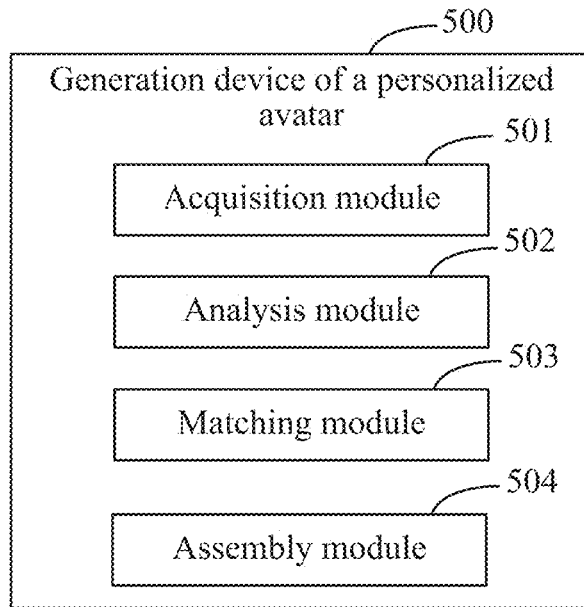 500
Generation device of a personalized
avatar
501
Acquisition module
502
Analysis module
503
Matching module
504
Assembly module